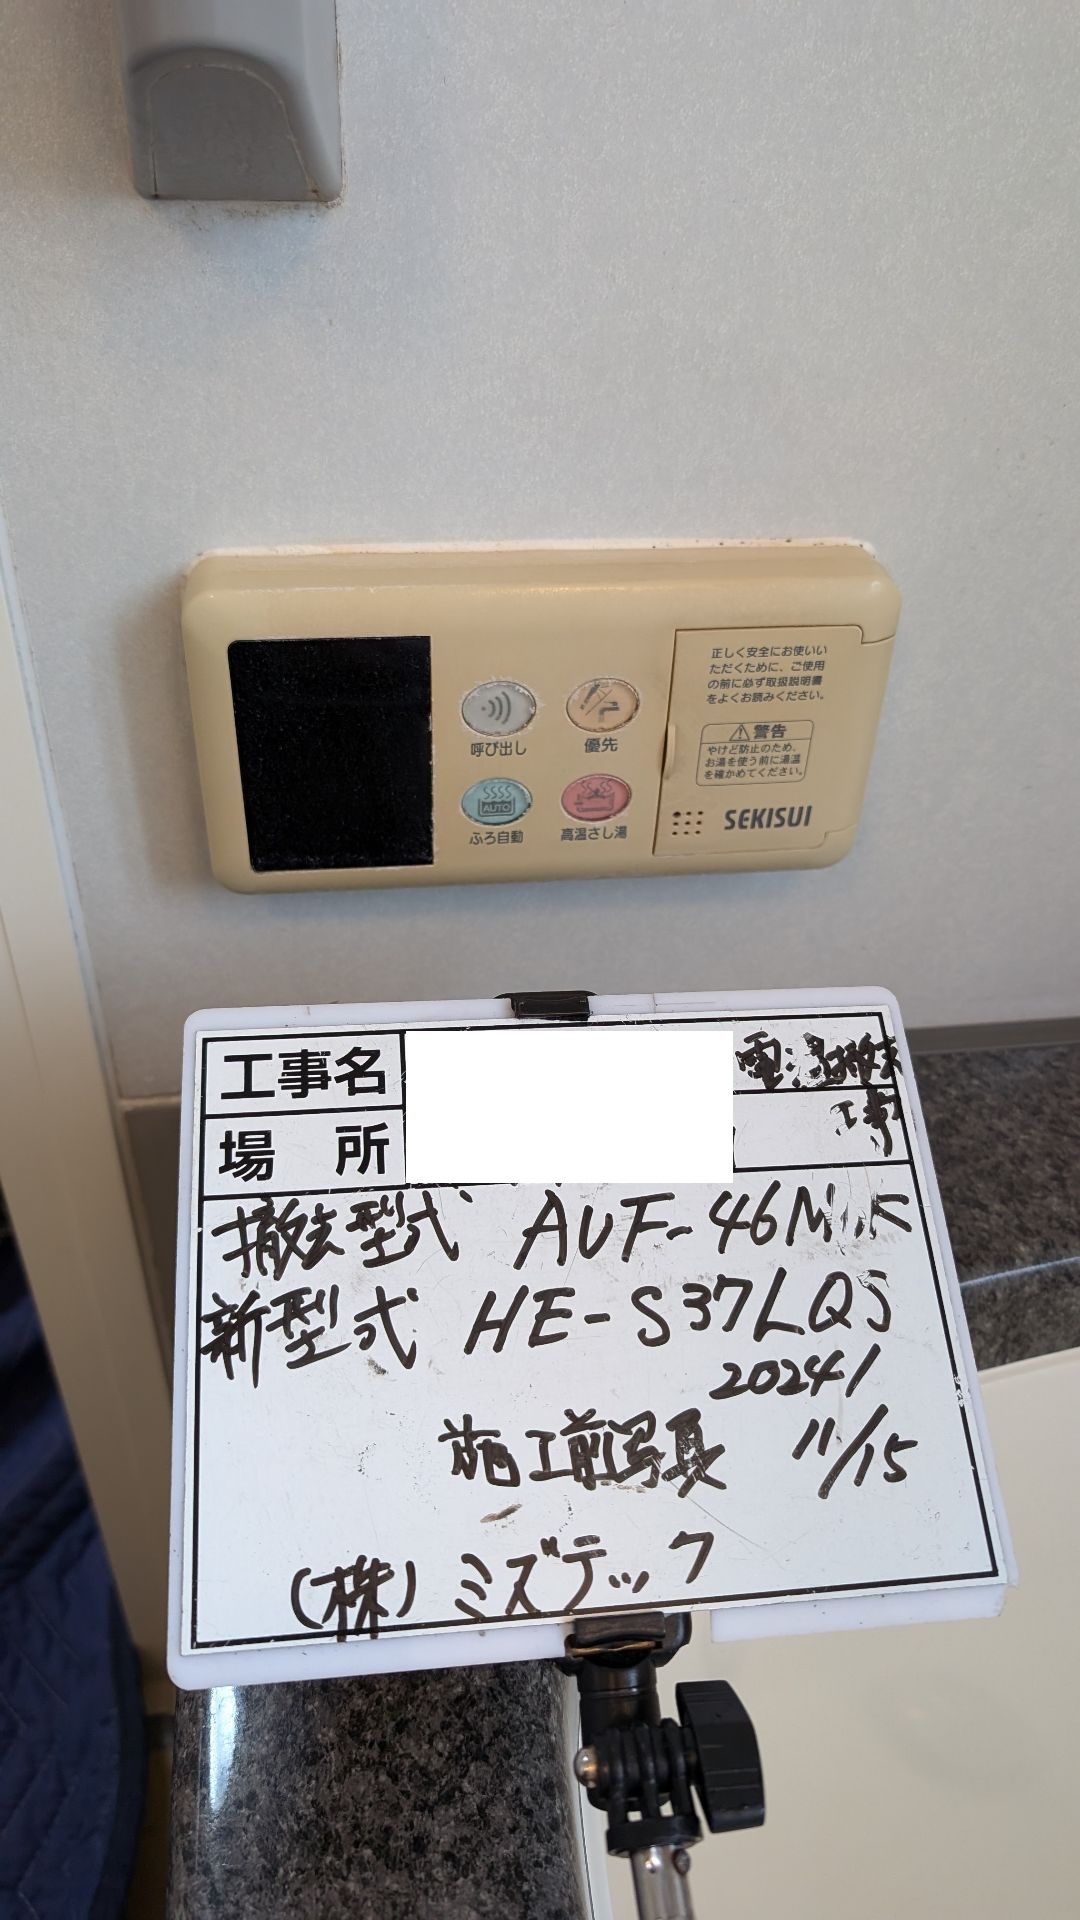 呼び出し
優先
ふろ自動
AUTO
高温さし湯
正しく安全にお使いい
ただくために、ご使用
の前に必ず取扱説明書
をよくお読みください。
警告
やけど防止のため、
お湯を使う前に湯温
を確かめてください。
SEKISUI
工事名 電温撤去
工事
場 所
撤去型式 AUF-46M
新型式 HE-S37LQS
2024/
施工前写真 11/15
(株)ミズテック